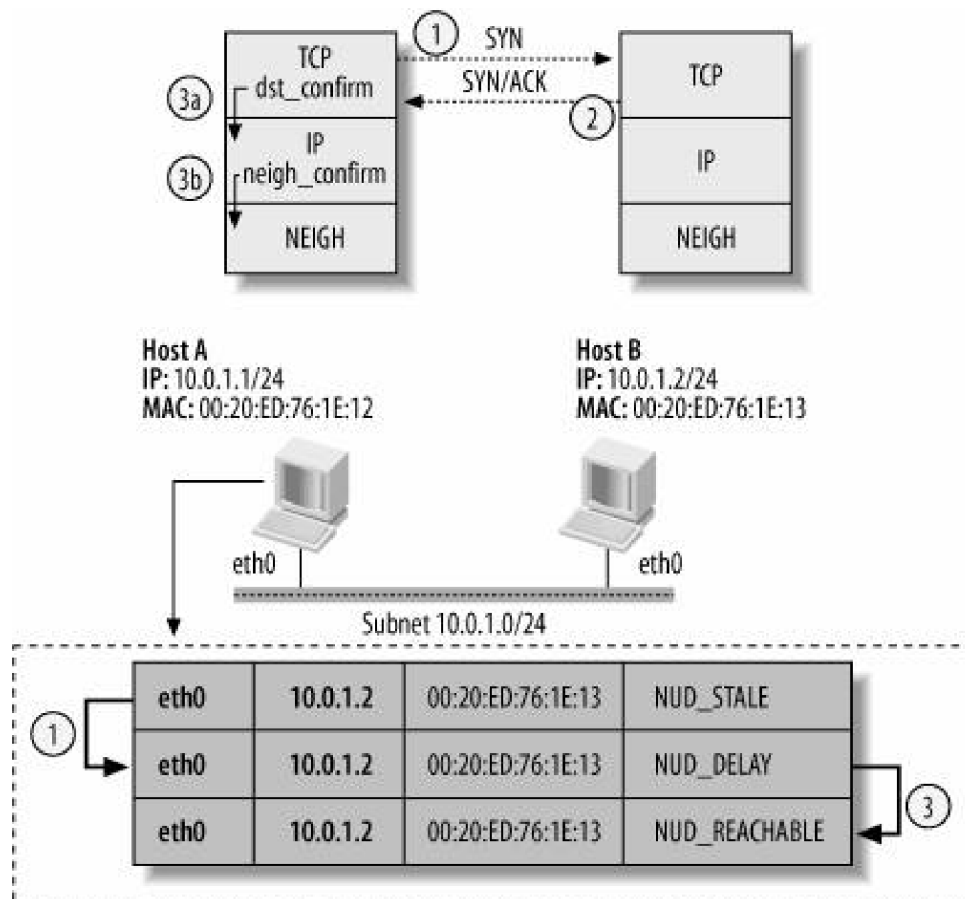 1 SYN
TCP
dst_confirm
3a
SYN/ACK
TCP
2
IP
neigh_confirm
3b
IP
NEIGH
NEIGH
Host A
IP: 10.0.1.1/24
MAC: 00:20:ED:76:1E:12
Host B
IP: 10.0.1.2/24
MAC: 00:20:ED:76:1E:13
eth0
eth0
Subnet 10.0.1.0/24
eth0 10.0.1.2 00:20:ED:76:1E:13 NUD_STALE
1
eth0 10.0.1.2 00:20:ED:76:1E:13 NUD_DELAY
3
eth0 10.0.1.2 00:20:ED:76:1E:13 NUD_REACHABLE